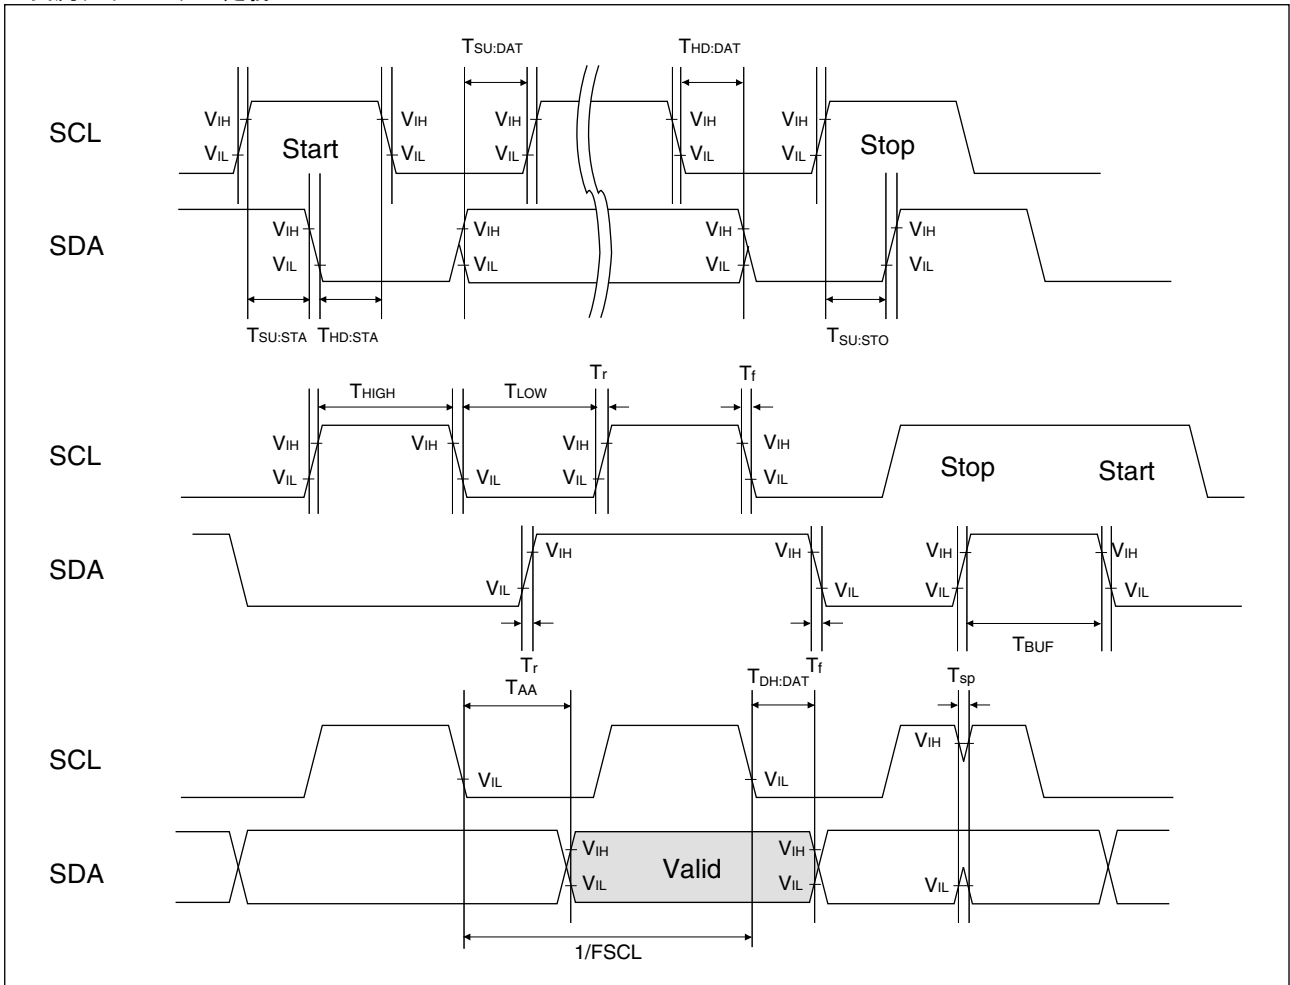 TSU:DAT THD:DAT
SCL VIH VIL Start VIH VIL VIH VIL VIH VIL VIH VIL Stop
SDA VIH VIL VIH VIL VIH VIL VIH VIL
TSU:STA THD:STA TSU:STO
THIGH TLOW Tr Tf
SCL VIH VIL VIH VIL VIH VIL VIH VIL Stop Start
SDA VIL VIH VIH VIL VIH VIL VIH VIL
Tr Tf TBUF
TAA TDH:DAT Tsp
SCL VIL VIL VIH
SDA VIH VIL Valid VIH VIL VIL
1/FSCL